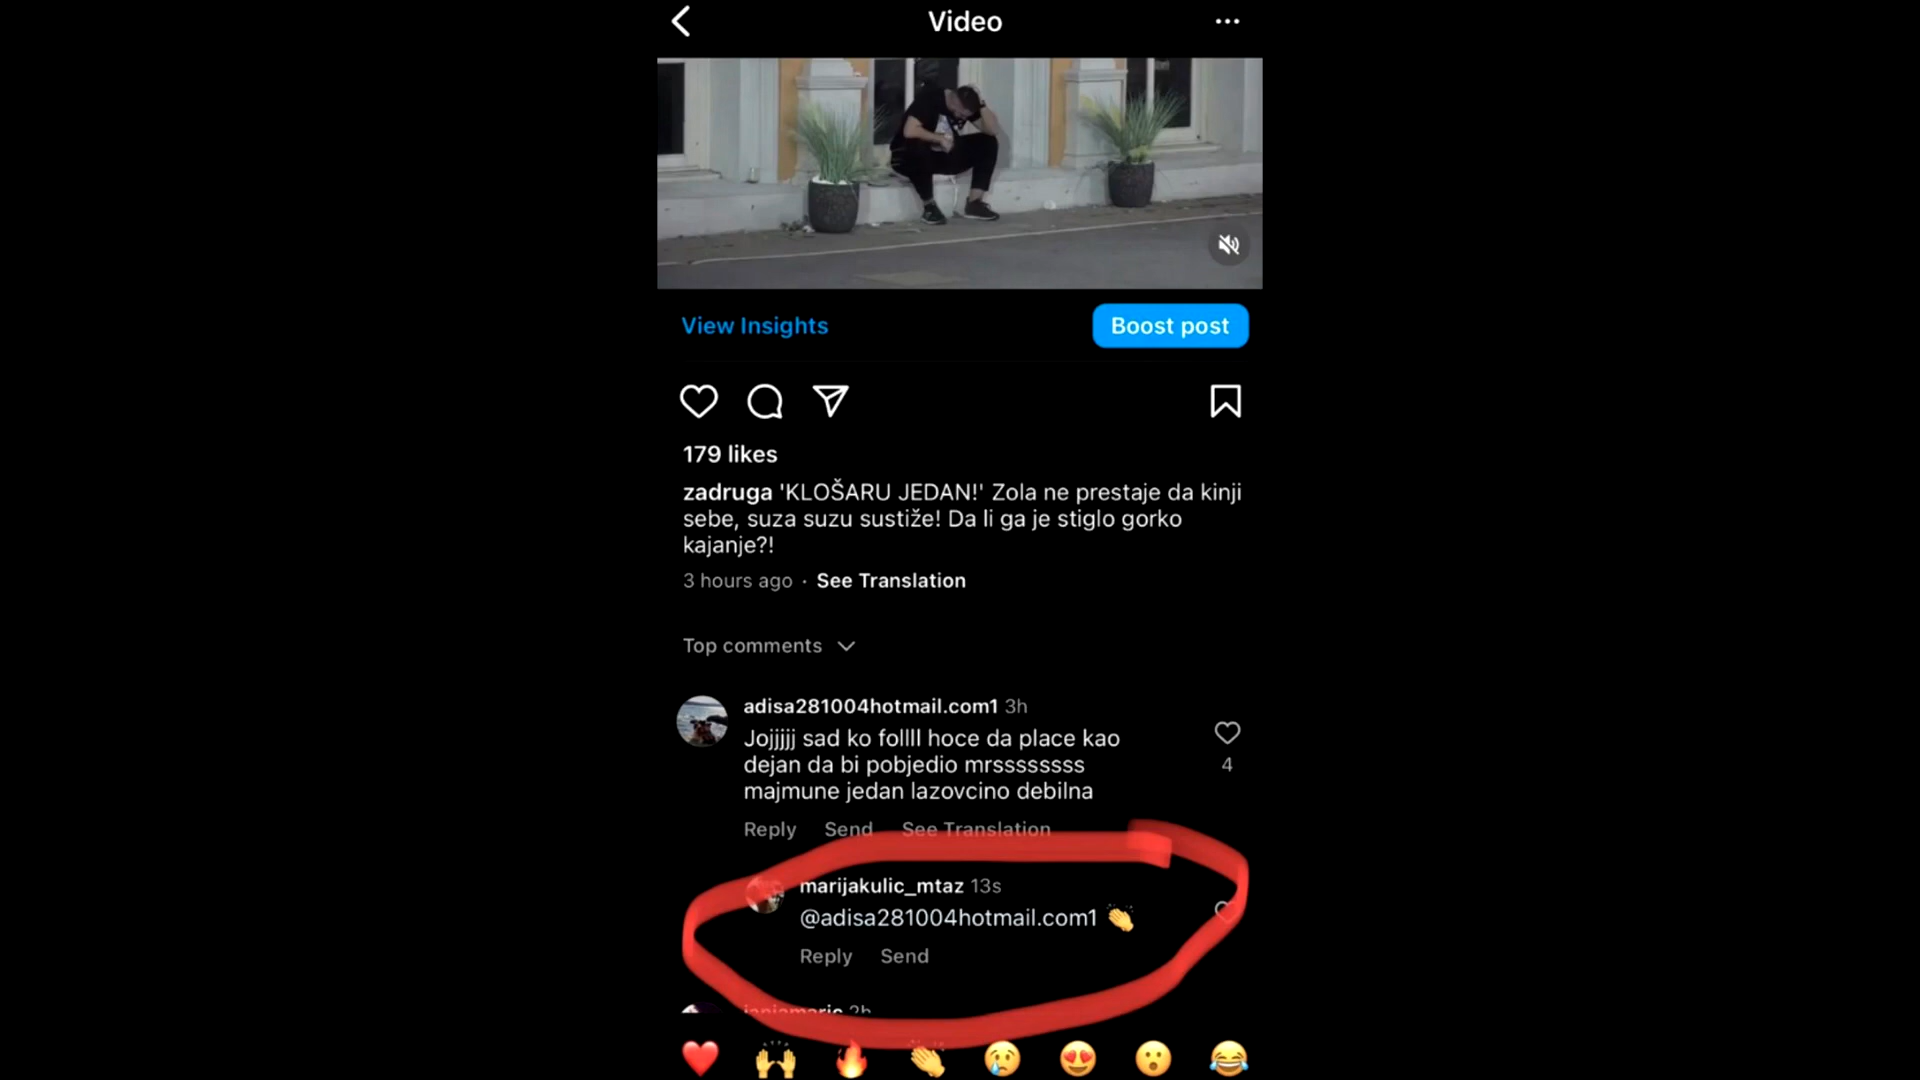 Video
View Insights
Boost post
179 likes
zadruga 'KLOŠARU JEDAN!' Zola ne prestaje da kinji
sebe, suza suzu sustiže! Da li ga je stiglo gorko
kajanje?!
3 hours ago · See Translation
Top comments
adisa281004hotmail.com1 3h
Jojjjjj sad ko follll hoce da place kao
dejan da bi pobjedio mrssssssss
majmune jedan lazovcino debilna
4
Reply Send See Translation
marijakulic_mtaz 13s
@adisa281004hotmail.com1 👏
Reply Send
2h